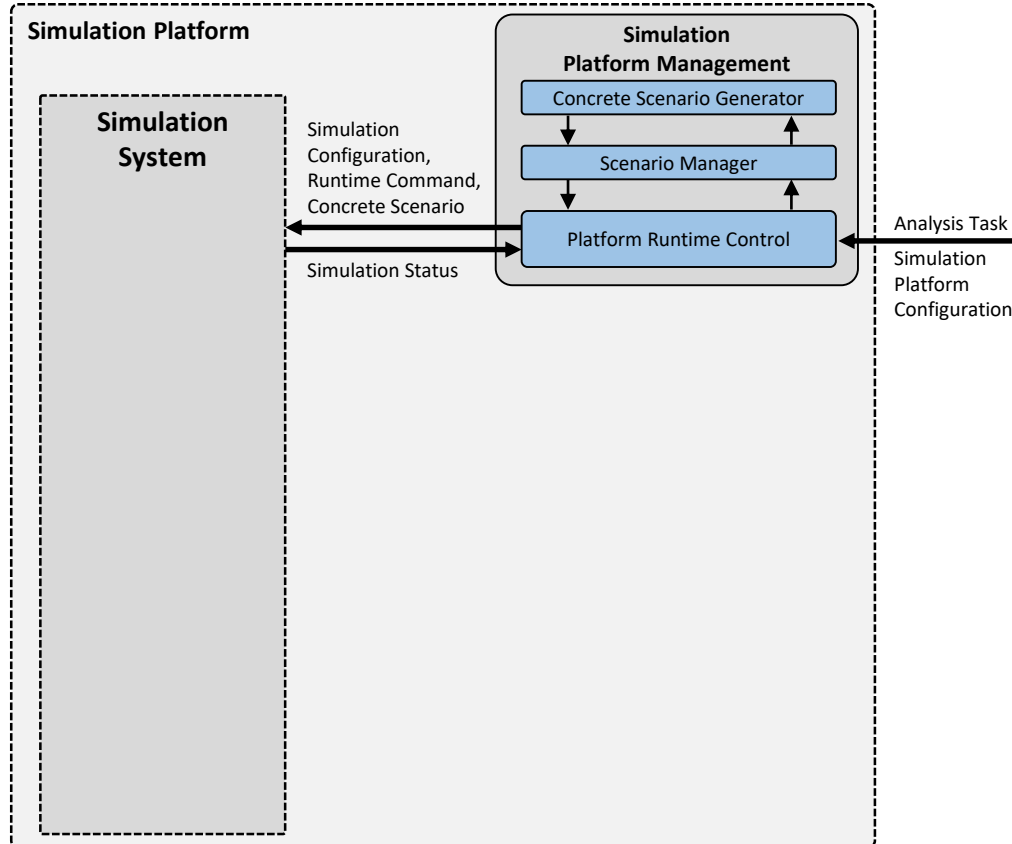 Simulation Platform
Simulation
Platform Management
Concrete Scenario Generator
Scenario Manager
Platform Runtime Control
Simulation
System
Simulation
Configuration,
Runtime Command,
Concrete Scenario
Simulation Status
Analysis Task
Simulation
Platform
Configuration